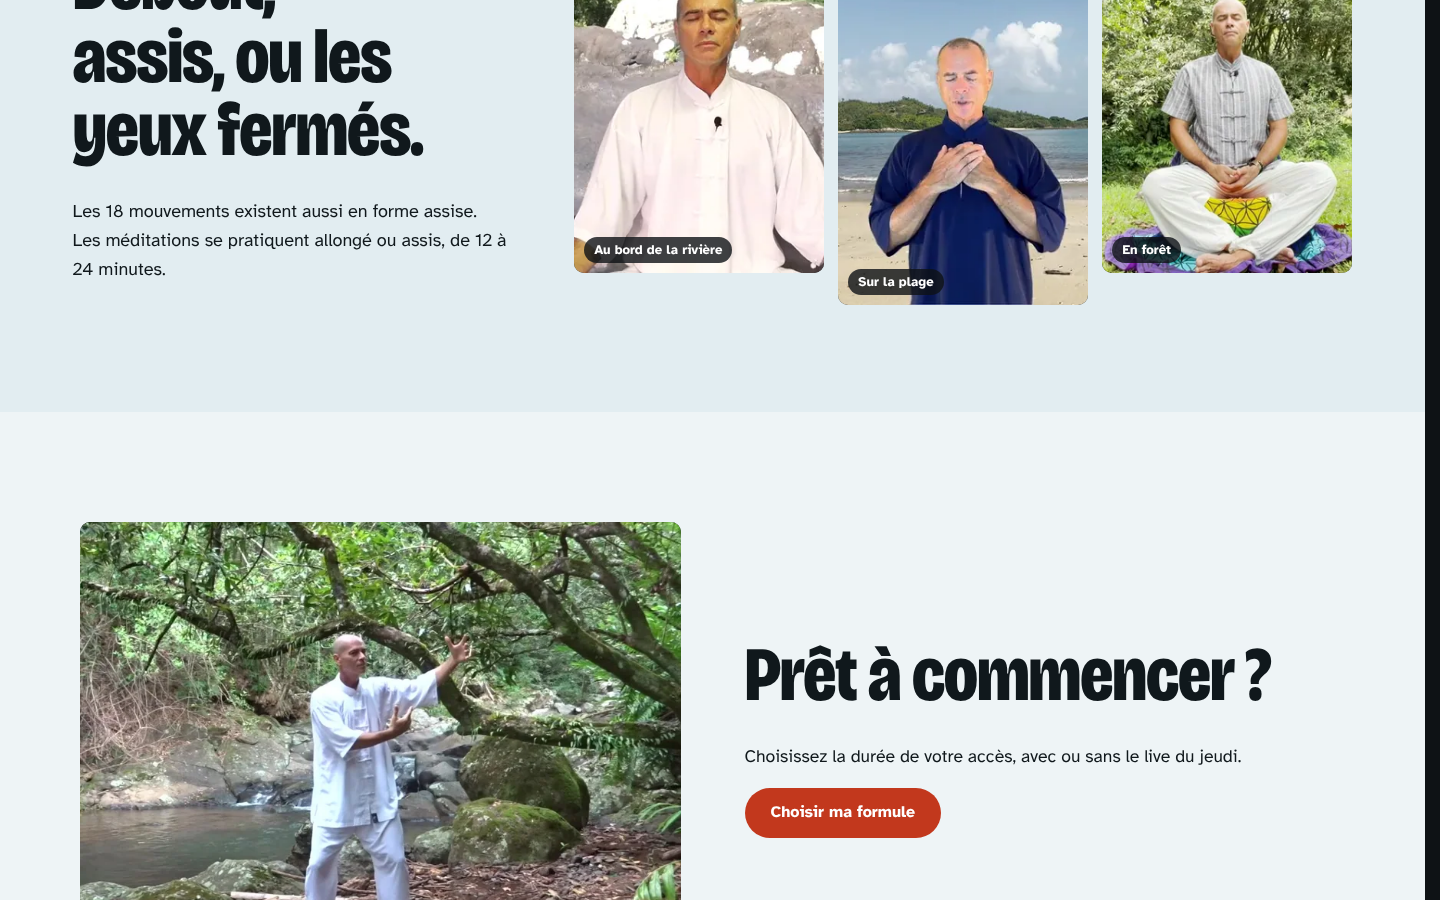 Debout,
assis, ou les
yeux fermés.
Les 18 mouvements existent aussi en forme assise.
Les méditations se pratiquent allongé ou assis, de 12 à
24 minutes.
Au bord de la rivière
Sur la plage
En forêt
Prêt à commencer ?
Choisissez la durée de votre accès, avec ou sans le live du jeudi.
Choisir ma formule